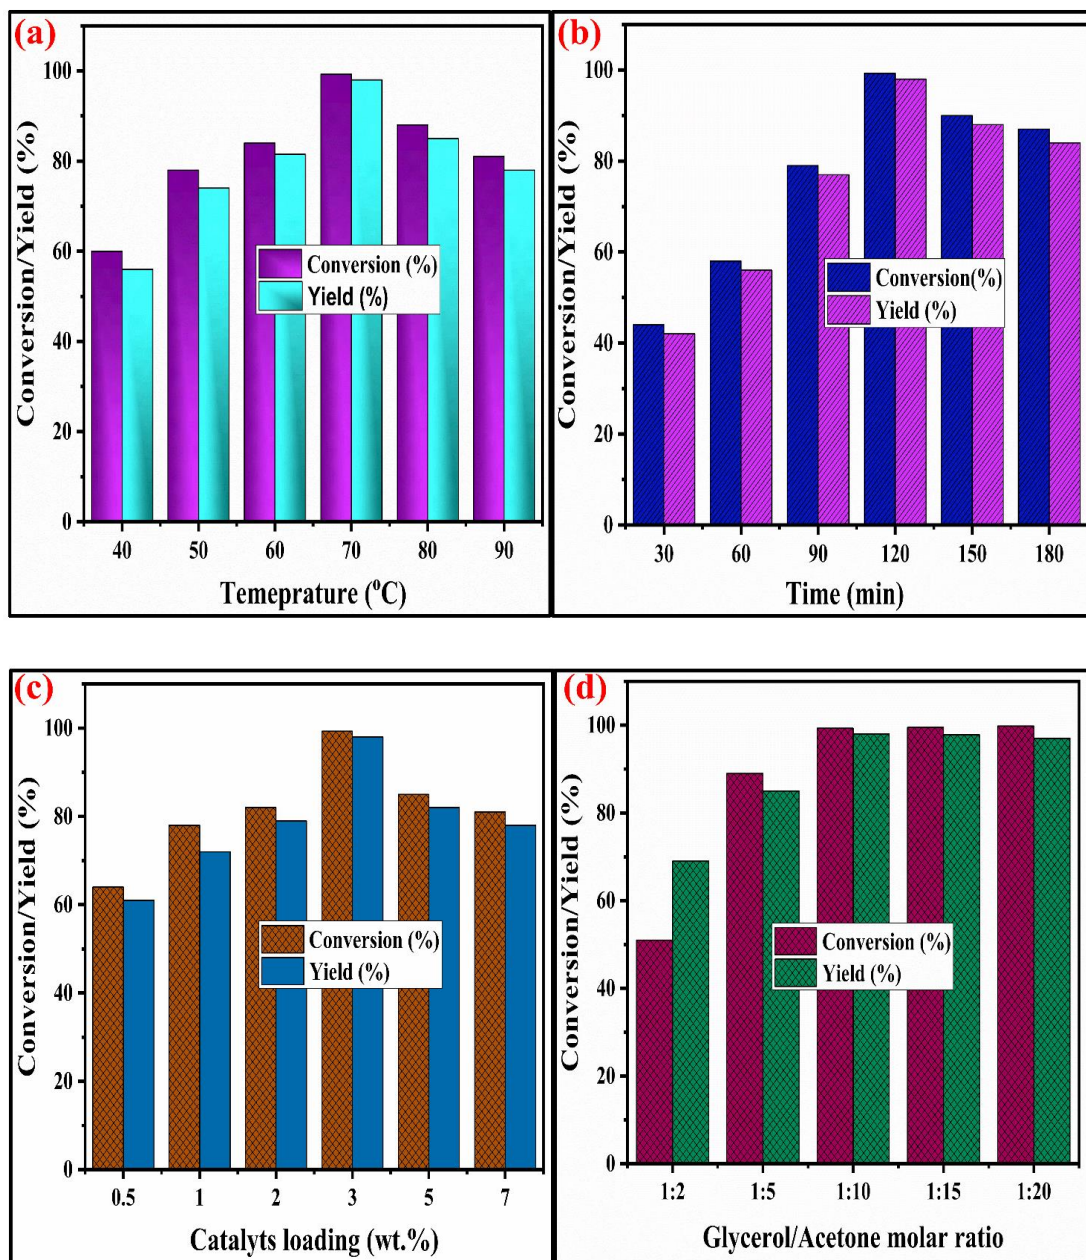 (a)
Conversion/Yield (%)
100
80
60
40
20
0
Conversion (%)
Yield (%)
40 50 60 70 80 90
Temeprature (⁰C)
(b)
Conversion/Yield (%)
100
80
60
40
20
0
Conversion(%)
Yield (%)
30 60 90 120 150 180
Time (min)
(c)
Conversion/Yield (%)
100
80
60
40
20
0
Conversion (%)
Yield (%)
0.5 1 2 3 5 7
Catalyts loading (wt.%)
(d)
Conversion/Yield (%)
100
80
60
40
20
0
Conversion (%)
Yield (%)
1:2 1:5 1:10 1:15 1:20
Glycerol/Acetone molar ratio